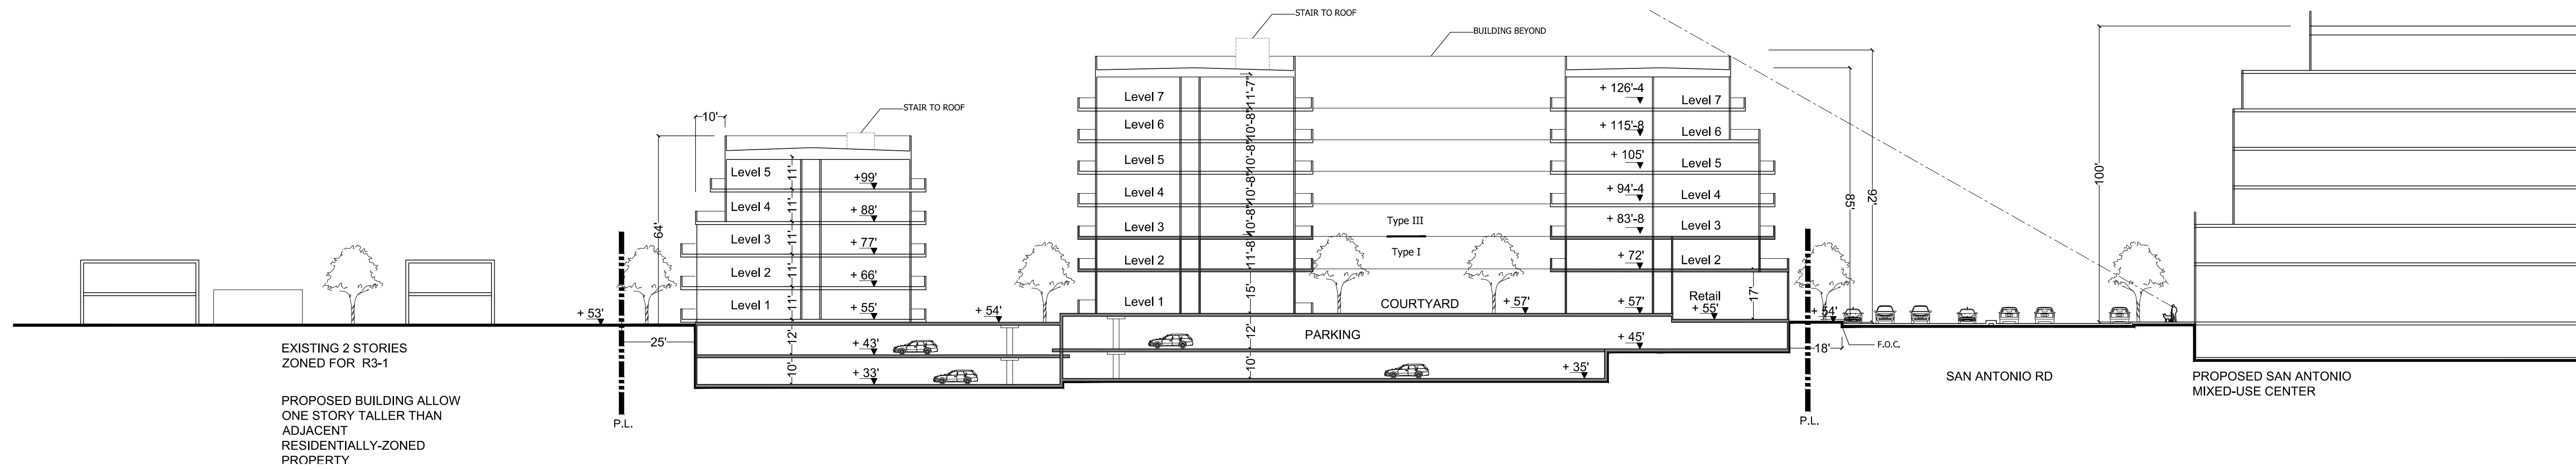 STAIR TO ROOF
BUILDING BEYOND
STAIR TO ROOF
10'
64'
Level 5
Level 4
Level 3
Level 2
Level 1
11'
11'
11'
11'
11'
12'
10'
+99'
+ 88'
+ 77'
+ 66'
+ 55'
+ 43'
+ 33'
+ 53'
25'
P.L.
EXISTING 2 STORIES
ZONED FOR R3-1
PROPOSED BUILDING ALLOW
ONE STORY TALLER THAN
ADJACENT
RESIDENTIALLY-ZONED
PROPERTY
+ 54'
Level 7
Level 6
Level 5
Level 4
Level 3
Level 2
Level 1
11'-7"
10'-8"
10'-8"
10'-8"
10'-8"
11'-8"
15'
12'
10'
Type III
Type I
COURTYARD
+ 57'
PARKING
+ 126'-4
+ 115'-8
+ 105'
+ 94'-4
+ 83'-8
+ 72'
+ 57'
+ 45'
+ 35'
Level 7
Level 6
Level 5
Level 4
Level 3
Level 2
Retail
+ 55'
17'
85'
92'
+ 54'
18'
F.O.C.
P.L.
100'
SAN ANTONIO RD
PROPOSED SAN ANTONIO
MIXED-USE CENTER